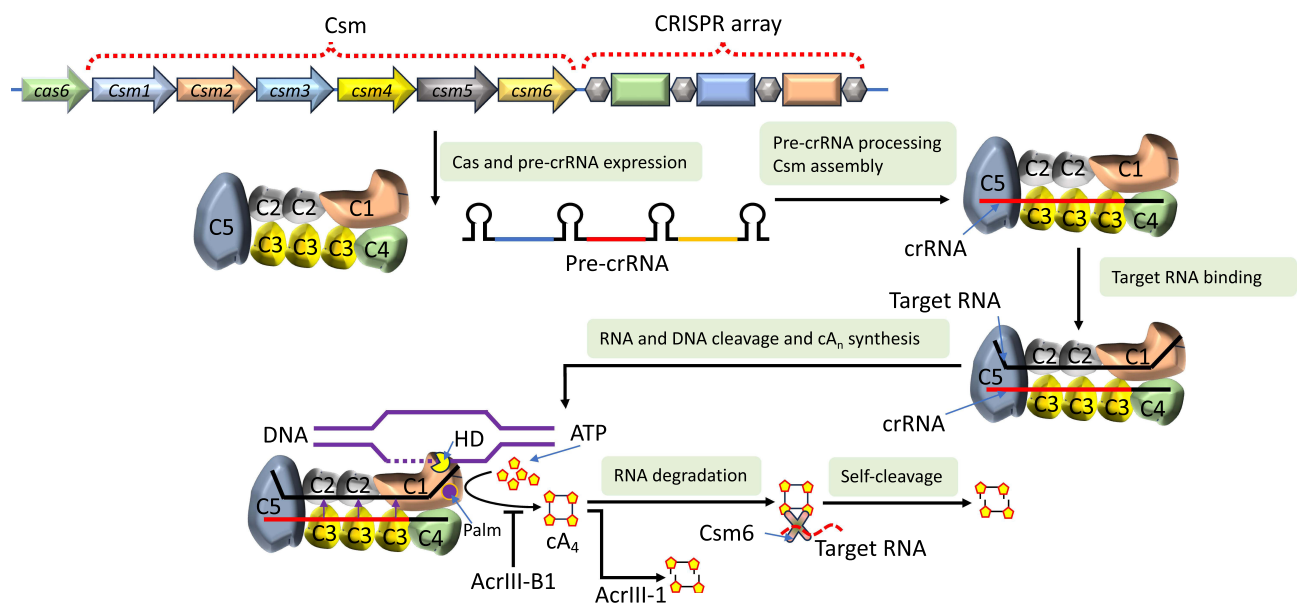 Csm
CRISPR array
cas6
Csm1
Csm2
csm3
csm4
csm5
csm6
Cas and pre-crRNA expression
Pre-crRNA processing
Csm assembly
C5
C2
C2
C1
C3
C3
C3
C4
Pre-crRNA
C5
C2
C2
C1
C3
C3
C3
C4
crRNA
Target RNA binding
Target RNA
C5
C2
C2
C1
C3
C3
C3
C4
crRNA
RNA and DNA cleavage and cAn synthesis
DNA
HD
ATP
C5
C2
C2
C1
C3
C3
C3
C4
Palm
cA4
AcrIII-B1
AcrIII-1
RNA degradation
Csm6
Target RNA
Self-cleavage